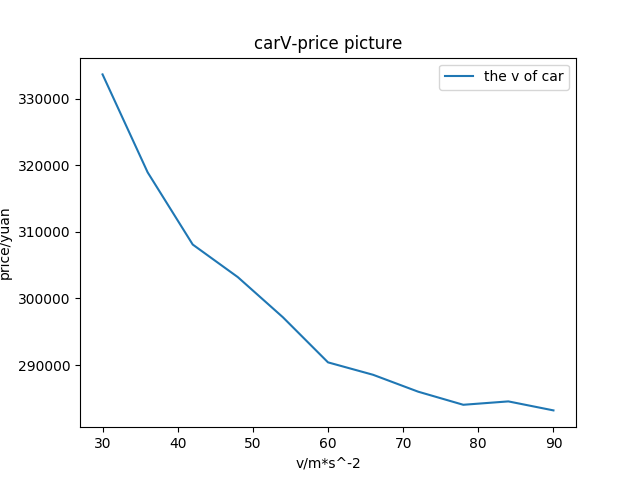 carV-price picture
the v of car
price/yuan
330000
320000
310000
300000
290000
30 40 50 60 70 80 90
v/m*s^-2